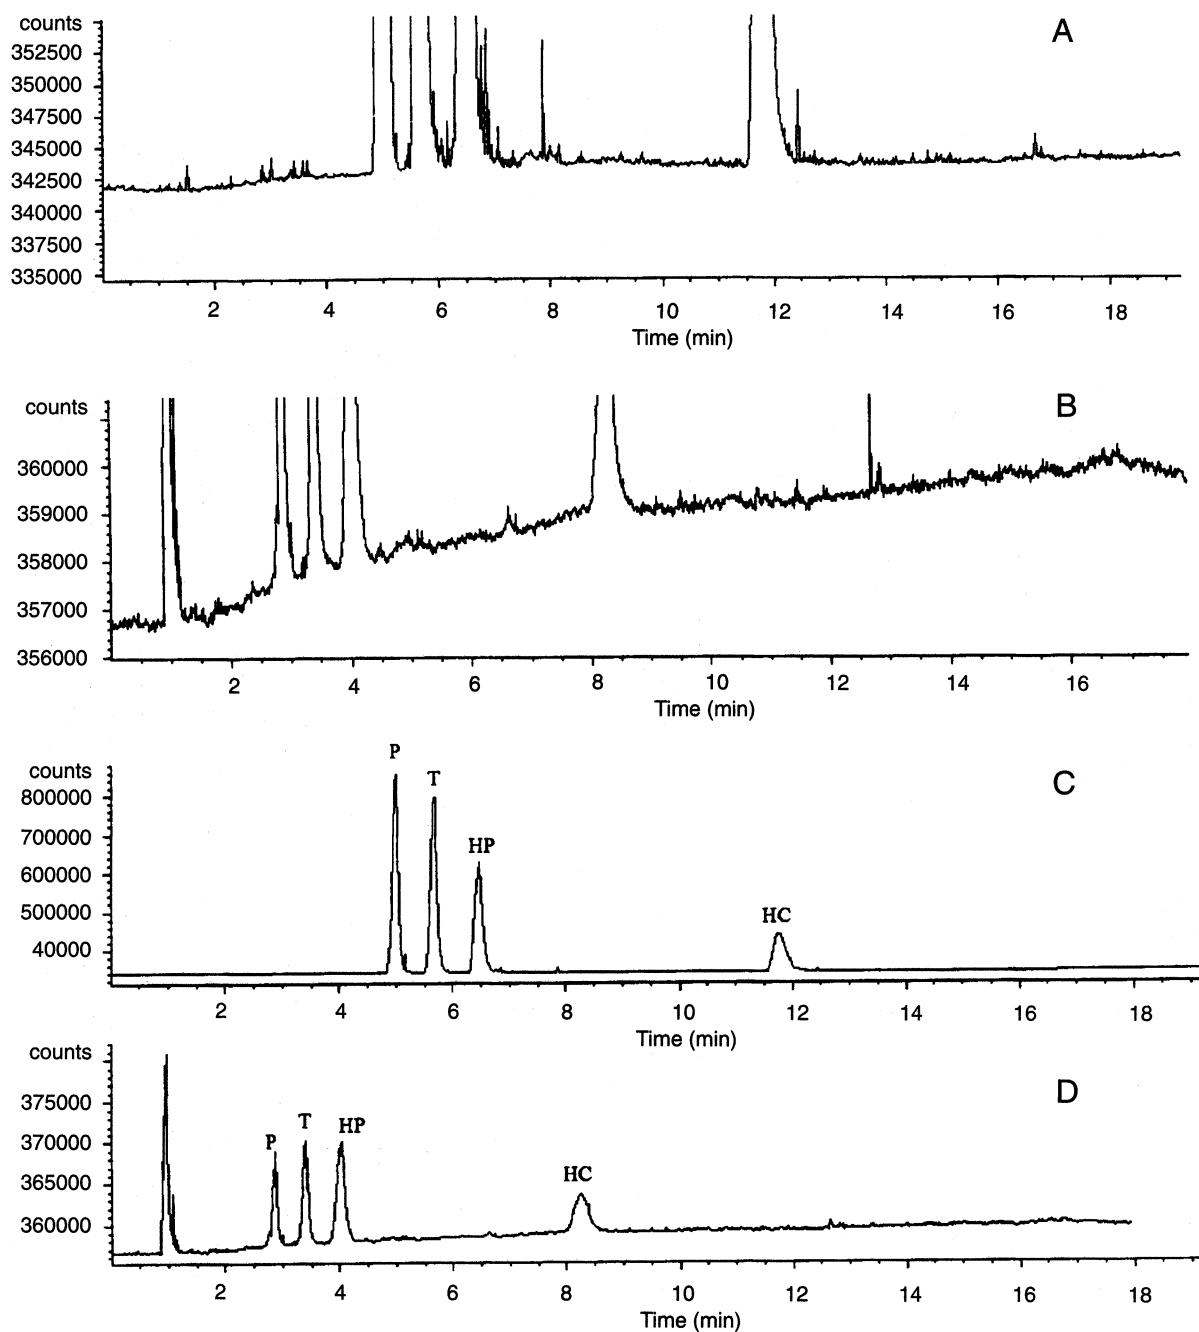 counts
A
352500
350000
347500
345000
342500
340000
337500
335000
2 4 6 8 10 12 14 16 18
Time (min)
counts
B
360000
359000
358000
357000
356000
2 4 6 8 10 12 14 16
Time (min)
P
counts
T
C
800000
700000
HP
600000
500000
HC
40000
2 4 6 8 10 12 14 16 18
Time (min)
counts
D
375000
T
HP
370000
P
365000
HC
360000
2 4 6 8 10 12 14 16 18
Time (min)